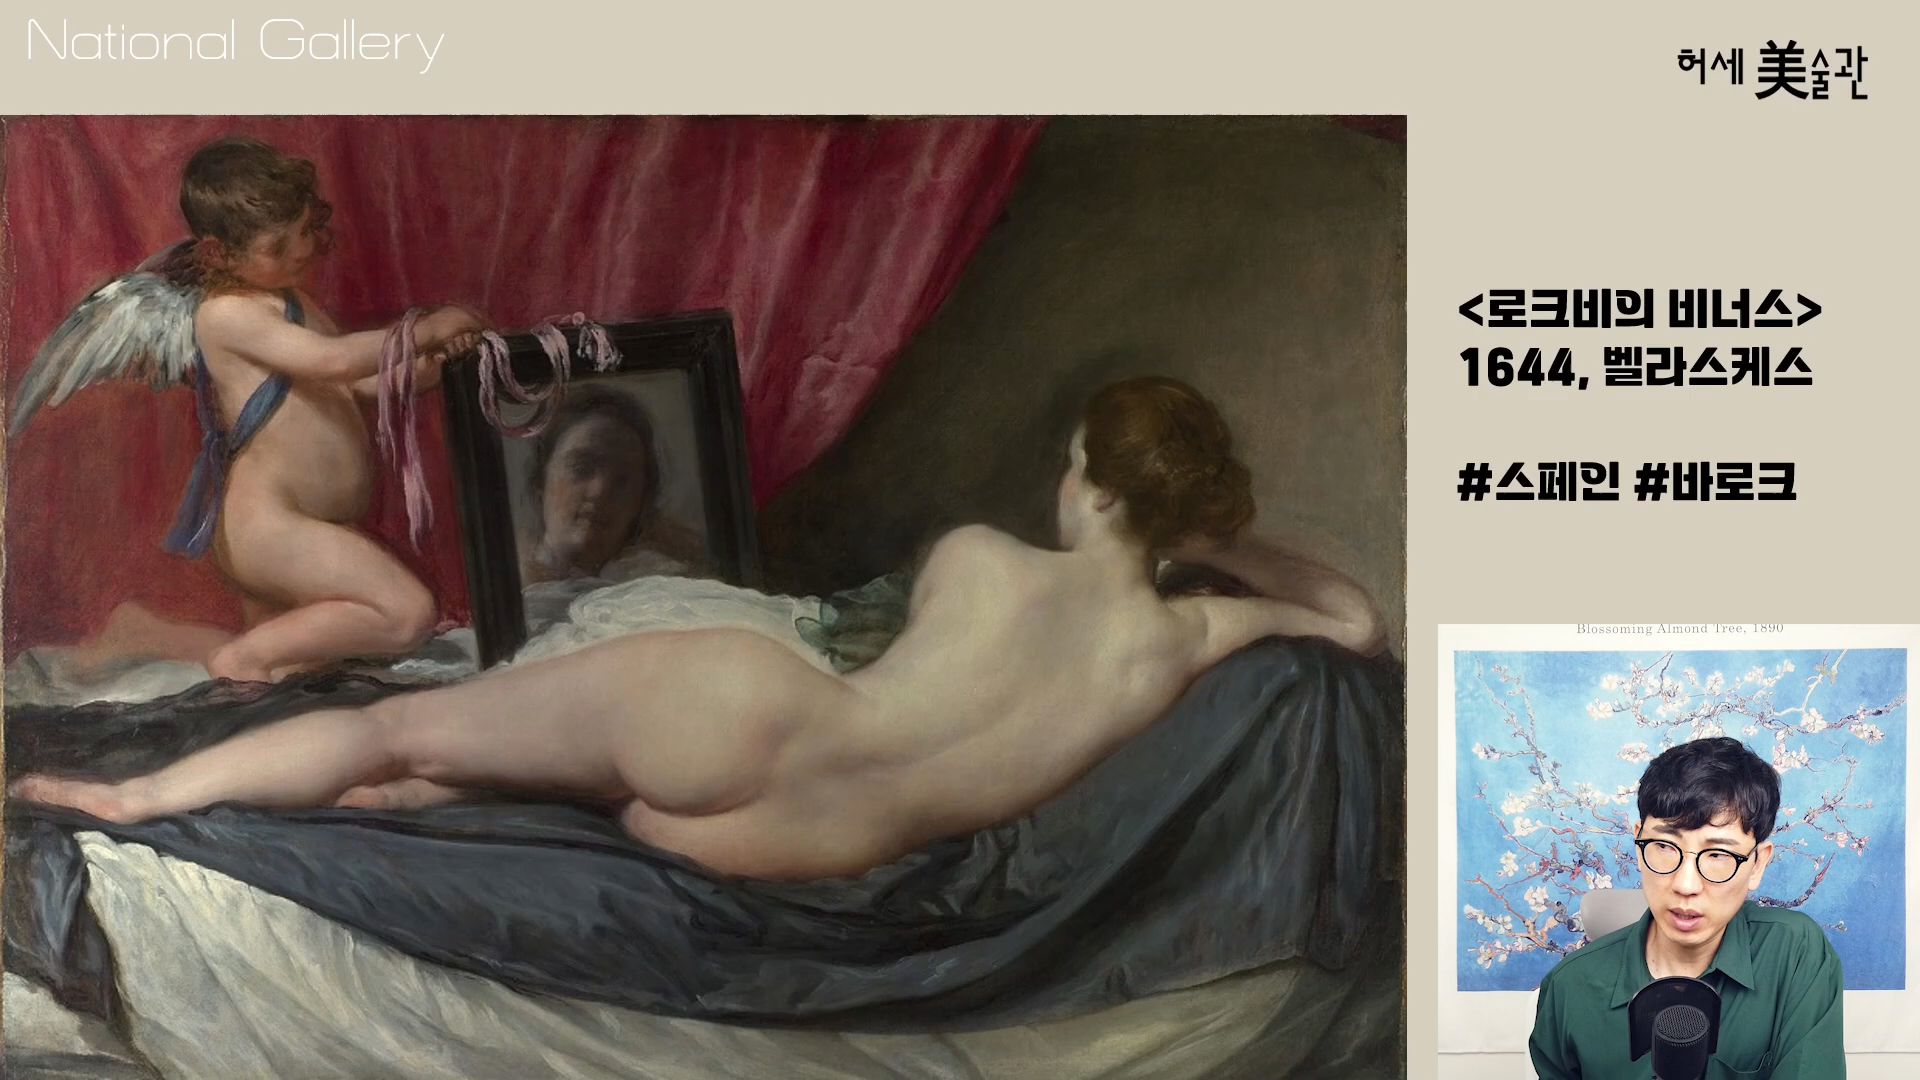 National Gallery
허세 美술관
<로크비의 비너스>
1644, 벨라스케스
#스페인 #바로크
Blossoming Almond Tree, 1890